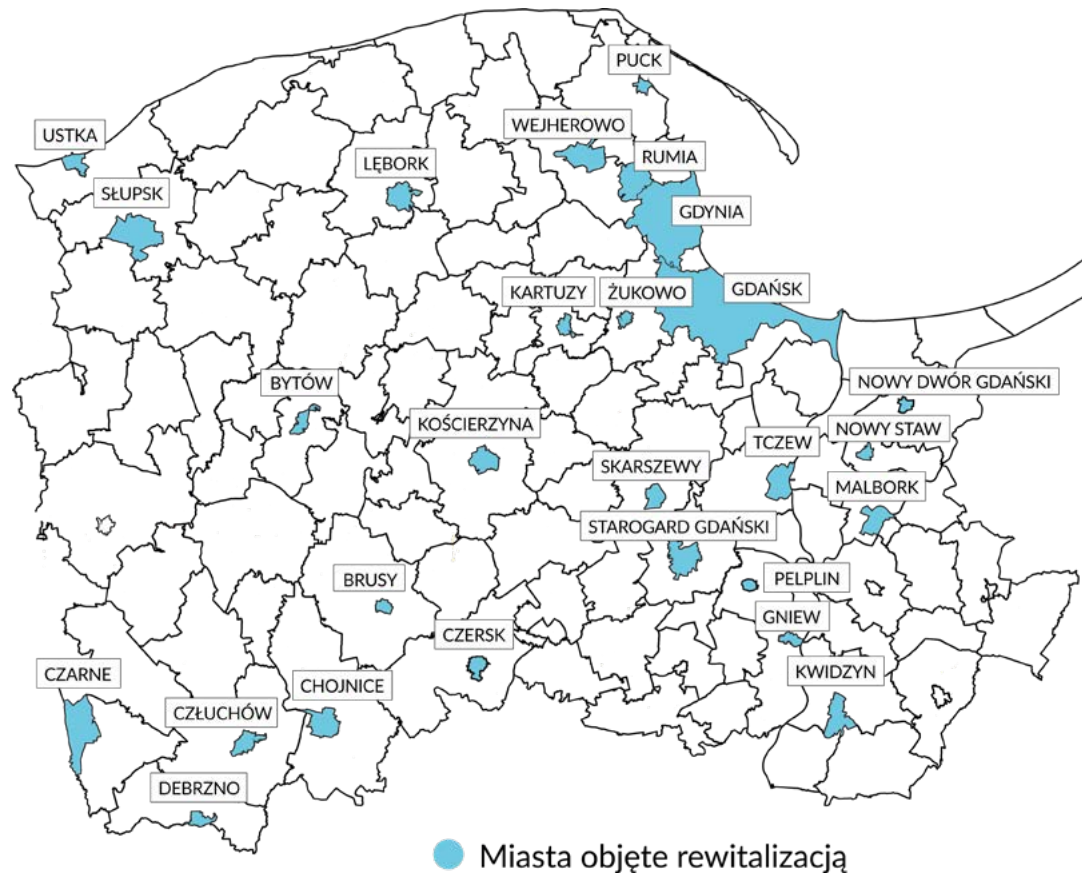 PUCK
WEJHEROWO
USTKA
RUMIA
LĘBORK
SŁUPSK
GDYNIA
KARTUZY
ŻUKOWO
GDAŃSK
BYTÓW
NOWY DWÓR GDAŃSKI
KOŚCIERZYNA
NOWY STAW
TCZEW
SKARSZEWY
MALBORK
STAROGARD GDAŃSKI
BRUSY
PELPLIN
GNIEW
CZERSK
CZARNE
KWIDZYN
CHOJNICE
CZŁUCHÓW
DEBRZNO
Miasta objęte rewitalizacją